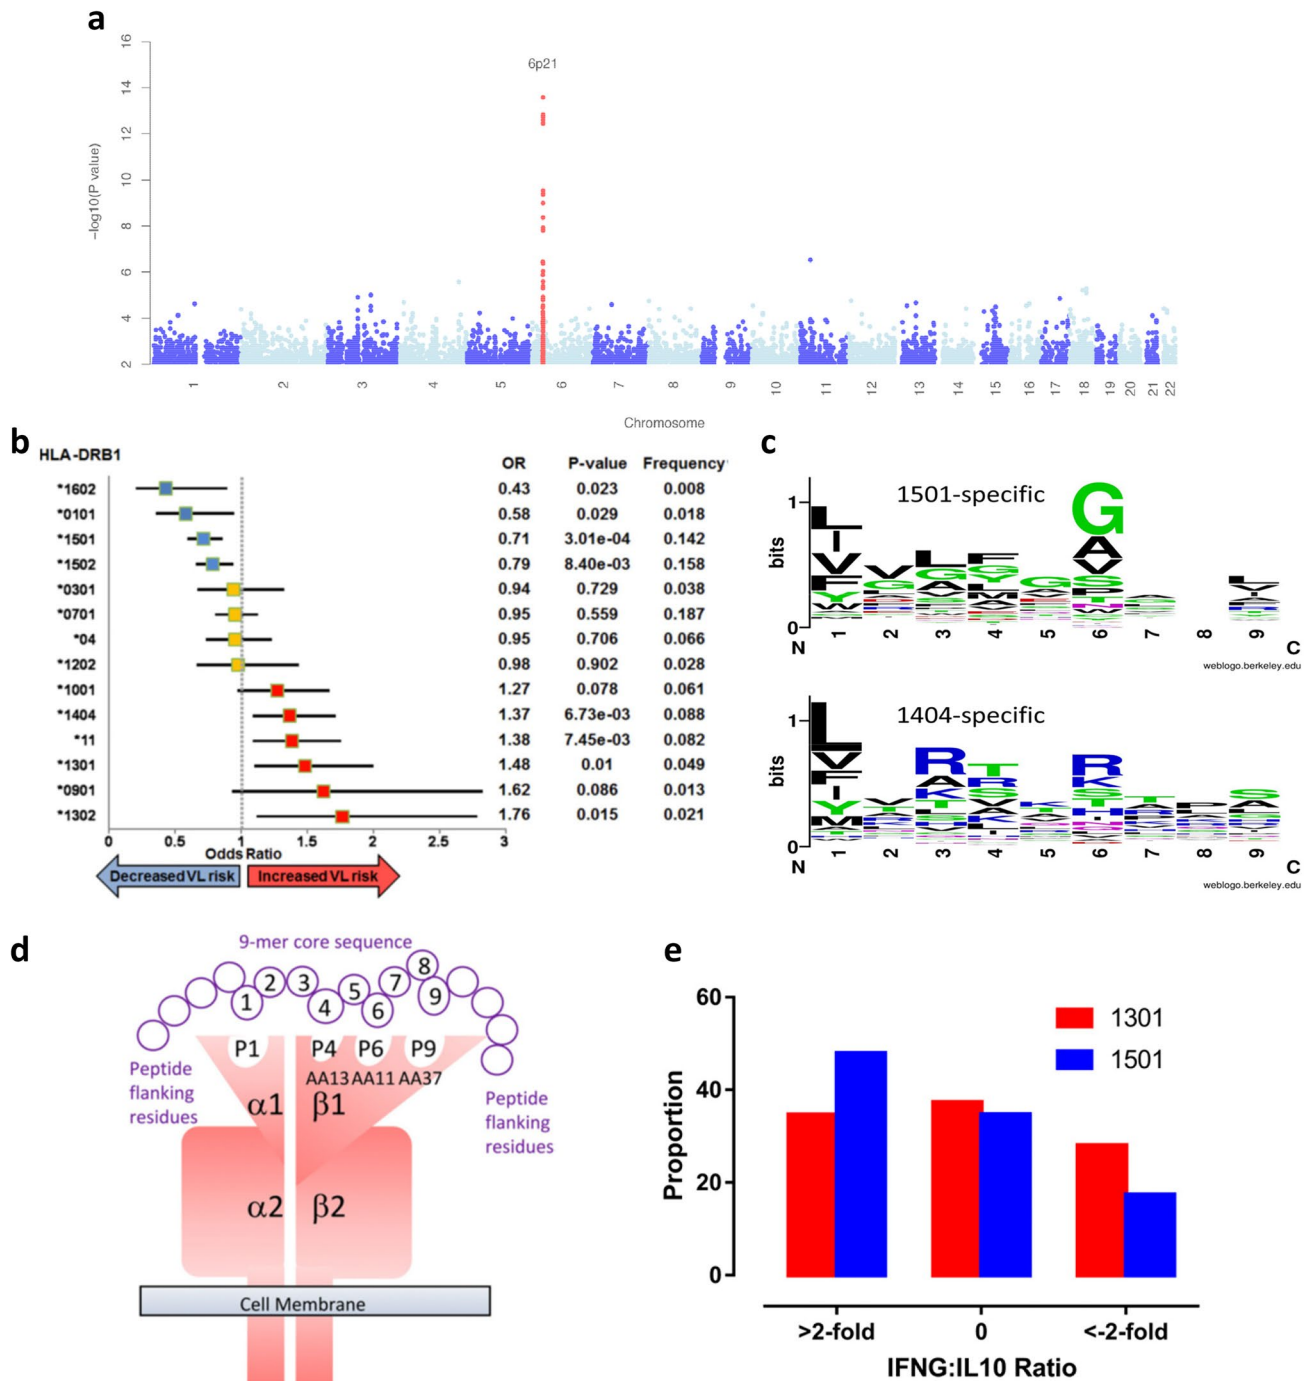 a
16
14
12
10
8
6
4
2
−log10(P value)
6p21
1 2 3 4 5 6 7 8 9 10 11 12 13 14 15 16 17 18 19 20 21 22
Chromosome
b
HLA-DRB1
OR P-value Frequency
*1602 0.43 0.023 0.008
*0101 0.58 0.029 0.018
*1501 0.71 3.01e-04 0.142
*1502 0.79 8.40e-03 0.158
*0301 0.94 0.729 0.038
*0701 0.95 0.559 0.187
*04 0.95 0.706 0.066
*1202 0.98 0.902 0.028
*1001 1.27 0.078 0.061
*1404 1.37 6.73e-03 0.088
*11 1.38 7.45e-03 0.082
*1301 1.48 0.01 0.049
*0901 1.62 0.086 0.013
*1302 1.76 0.015 0.021
0 0.5 1 1.5 2 2.5 3
Odds Ratio
Decreased VL risk Increased VL risk
c
1501-specific
bits
1
0
N 1 2 3 4 5 6 7 8 9 C
weblogo.berkeley.edu
1404-specific
bits
1
0
N 1 2 3 4 5 6 7 8 9 C
weblogo.berkeley.edu
d
9-mer core sequence
1 2 3 4 5 6 7 8 9
P1 P4 P6 P9
AA13 AA11 AA37
Peptide
flanking
residues
Peptide
flanking
residues
α1 β1
α2 β2
Cell Membrane
e
60
40
20
0
Proportion
1301
1501
>2-fold 0 <-2-fold
IFNG:IL10 Ratio